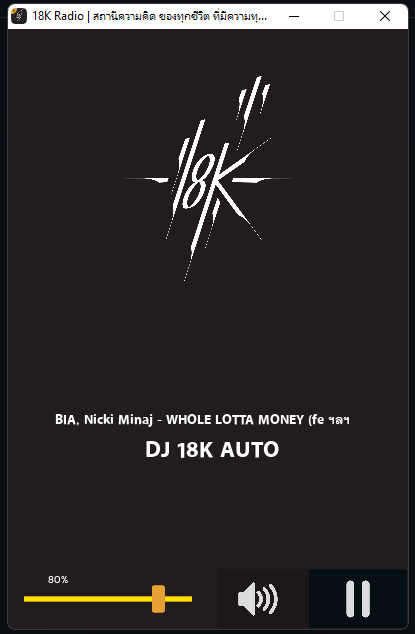 18K Radio | สถานีความคิด ของทุกชีวิต ที่มีความทุ...
18K
BIA, Nicki Minaj - WHOLE LOTTA MONEY (fe ฯลฯ
DJ 18K AUTO
80%